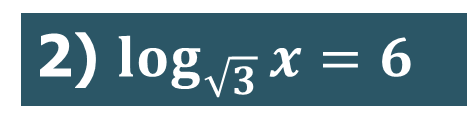 2) log√3 x = 6